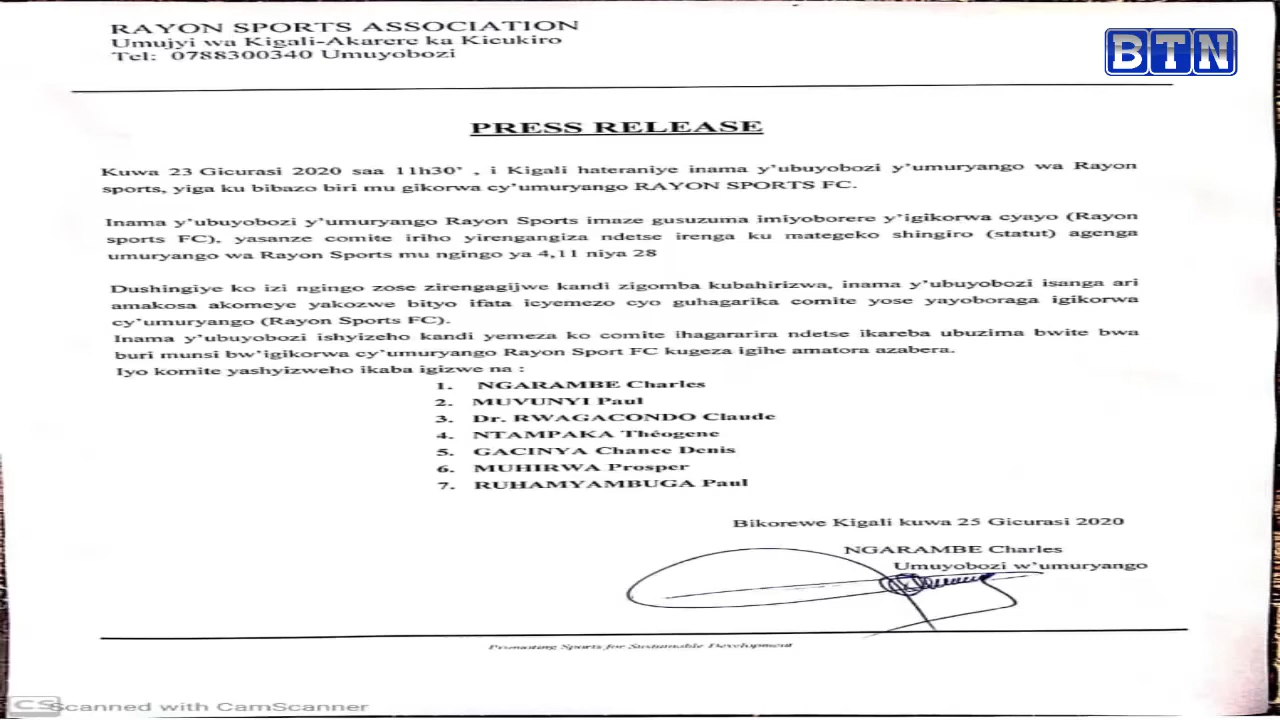 RAYON SPORTS ASSOCIATION
Umujyi wa Kigali-Akarere ka Kicukiro
Tel: 0788300340 Umuyobozi
BTN
PRESS RELEASE
Kuwa 23 Gicurasi 2020 saa 11h30’ , i Kigali hateraniye inama y’ubuyobozi y’umuryango wa Rayon
sports, yiga ku bibazo biri mu gikorwa cy’umuryango RAYON SPORTS FC.
Inama y’ubuyobozi y’umuryango Rayon Sports imaze gusuzuma imiyoborere y’igikorwa cyayo (Rayon
sports FC), yasanze comite iriho yirengangiza ndetse irenga ku mategeko shingiro (statut) agenga
umuryango wa Rayon Sports mu ngingo ya 4,11 niya 28
Dushingiye ko izi ngingo zose zirengagijwe kandi zigomba kubahirizwa, inama y’ubuyobozi isanga ari
amakosa akomeye yakozwe bityo ifata icyemezo cyo guhagarika comite yose yayoboraga igikorwa
cy’umuryango (Rayon Sports FC).
Inama y’ubuyobozi ishyizeho kandi yemeza ko comite ihagararira ndetse ikareba ubuzima bwite bwa
buri munsi bw’igikorwa cy’umuryango Rayon Sport FC kugeza igihe amatora azabera.
Iyo komite yashyizweho ikaba igizwe na :
1. NGARAMBE Charles
2. MUVUNYI Paul
3. Dr. RWAGACONDO Claude
4. NTAMPAKA Théogene
5. GACINYA Chance Denis
6. MUHIRWA Prosper
7. RUHAMYAMBUGA Paul
Bikorewe Kigali kuwa 25 Gicurasi 2020
NGARAMBE Charles
Umuyobozi w’umuryango
Promoting Sports for Sustainable Development
CS Scanned with CamScanner